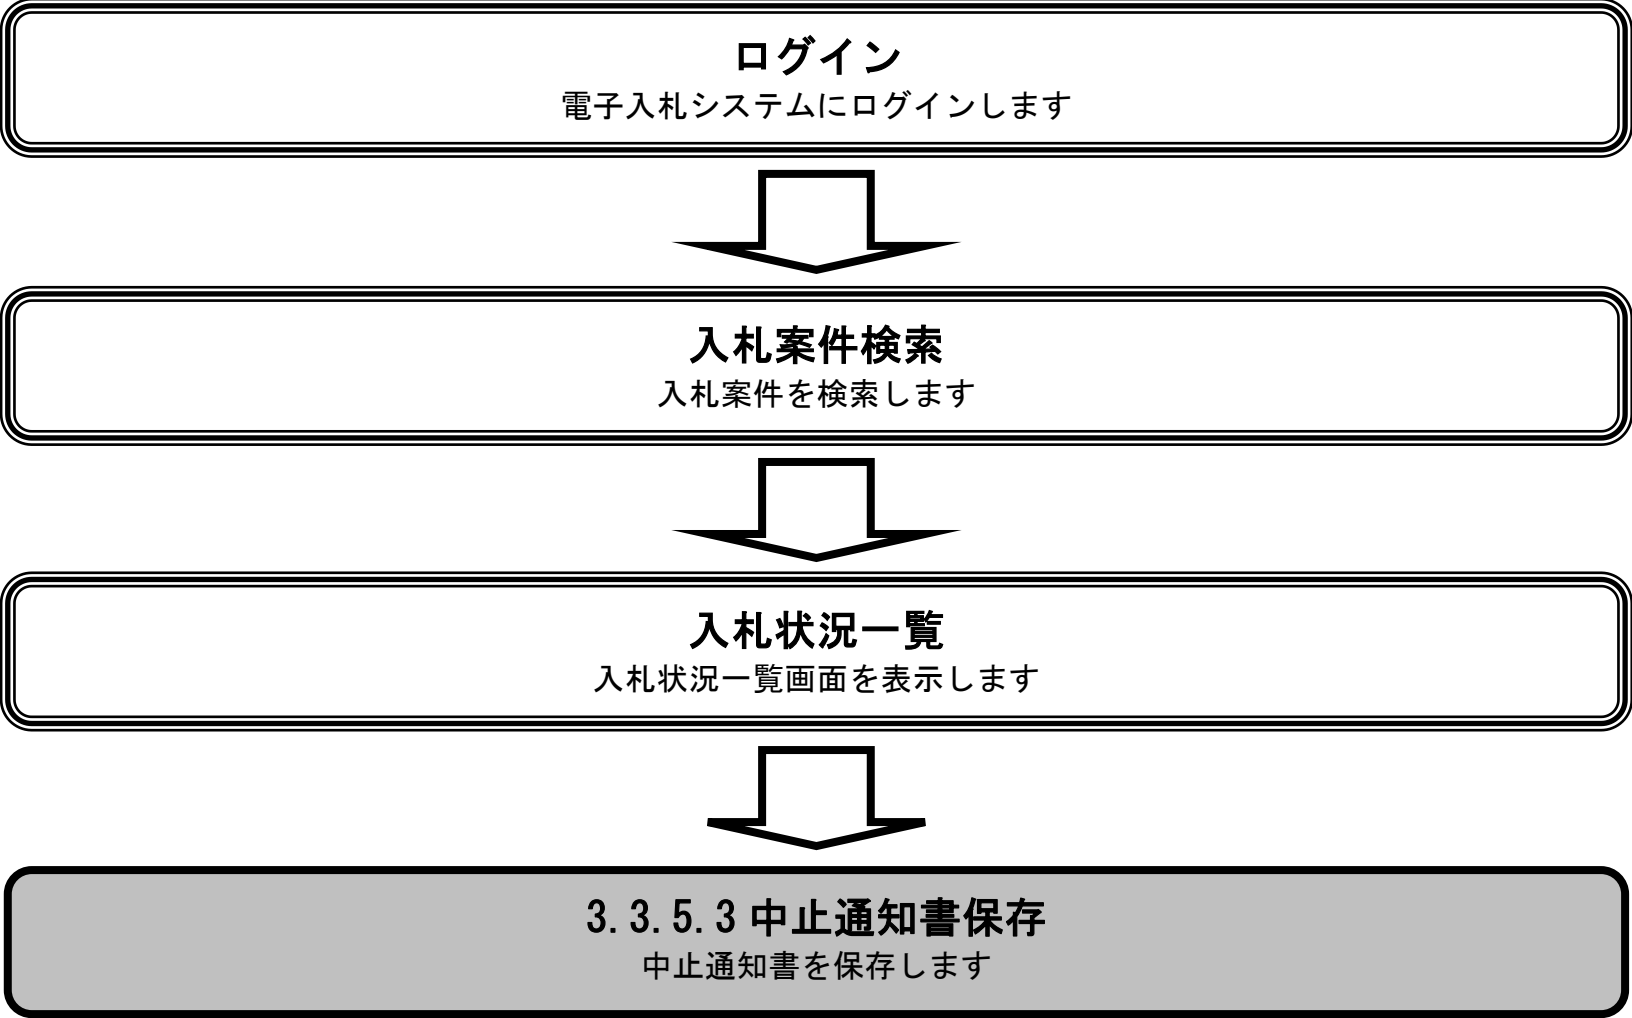 ログイン
電子入札システムにログインします
入札案件検索
入札案件を検索します
入札状況一覧
入札状況一覧画面を表示します
3.3.5.3 中止通知書保存
中止通知書を保存します